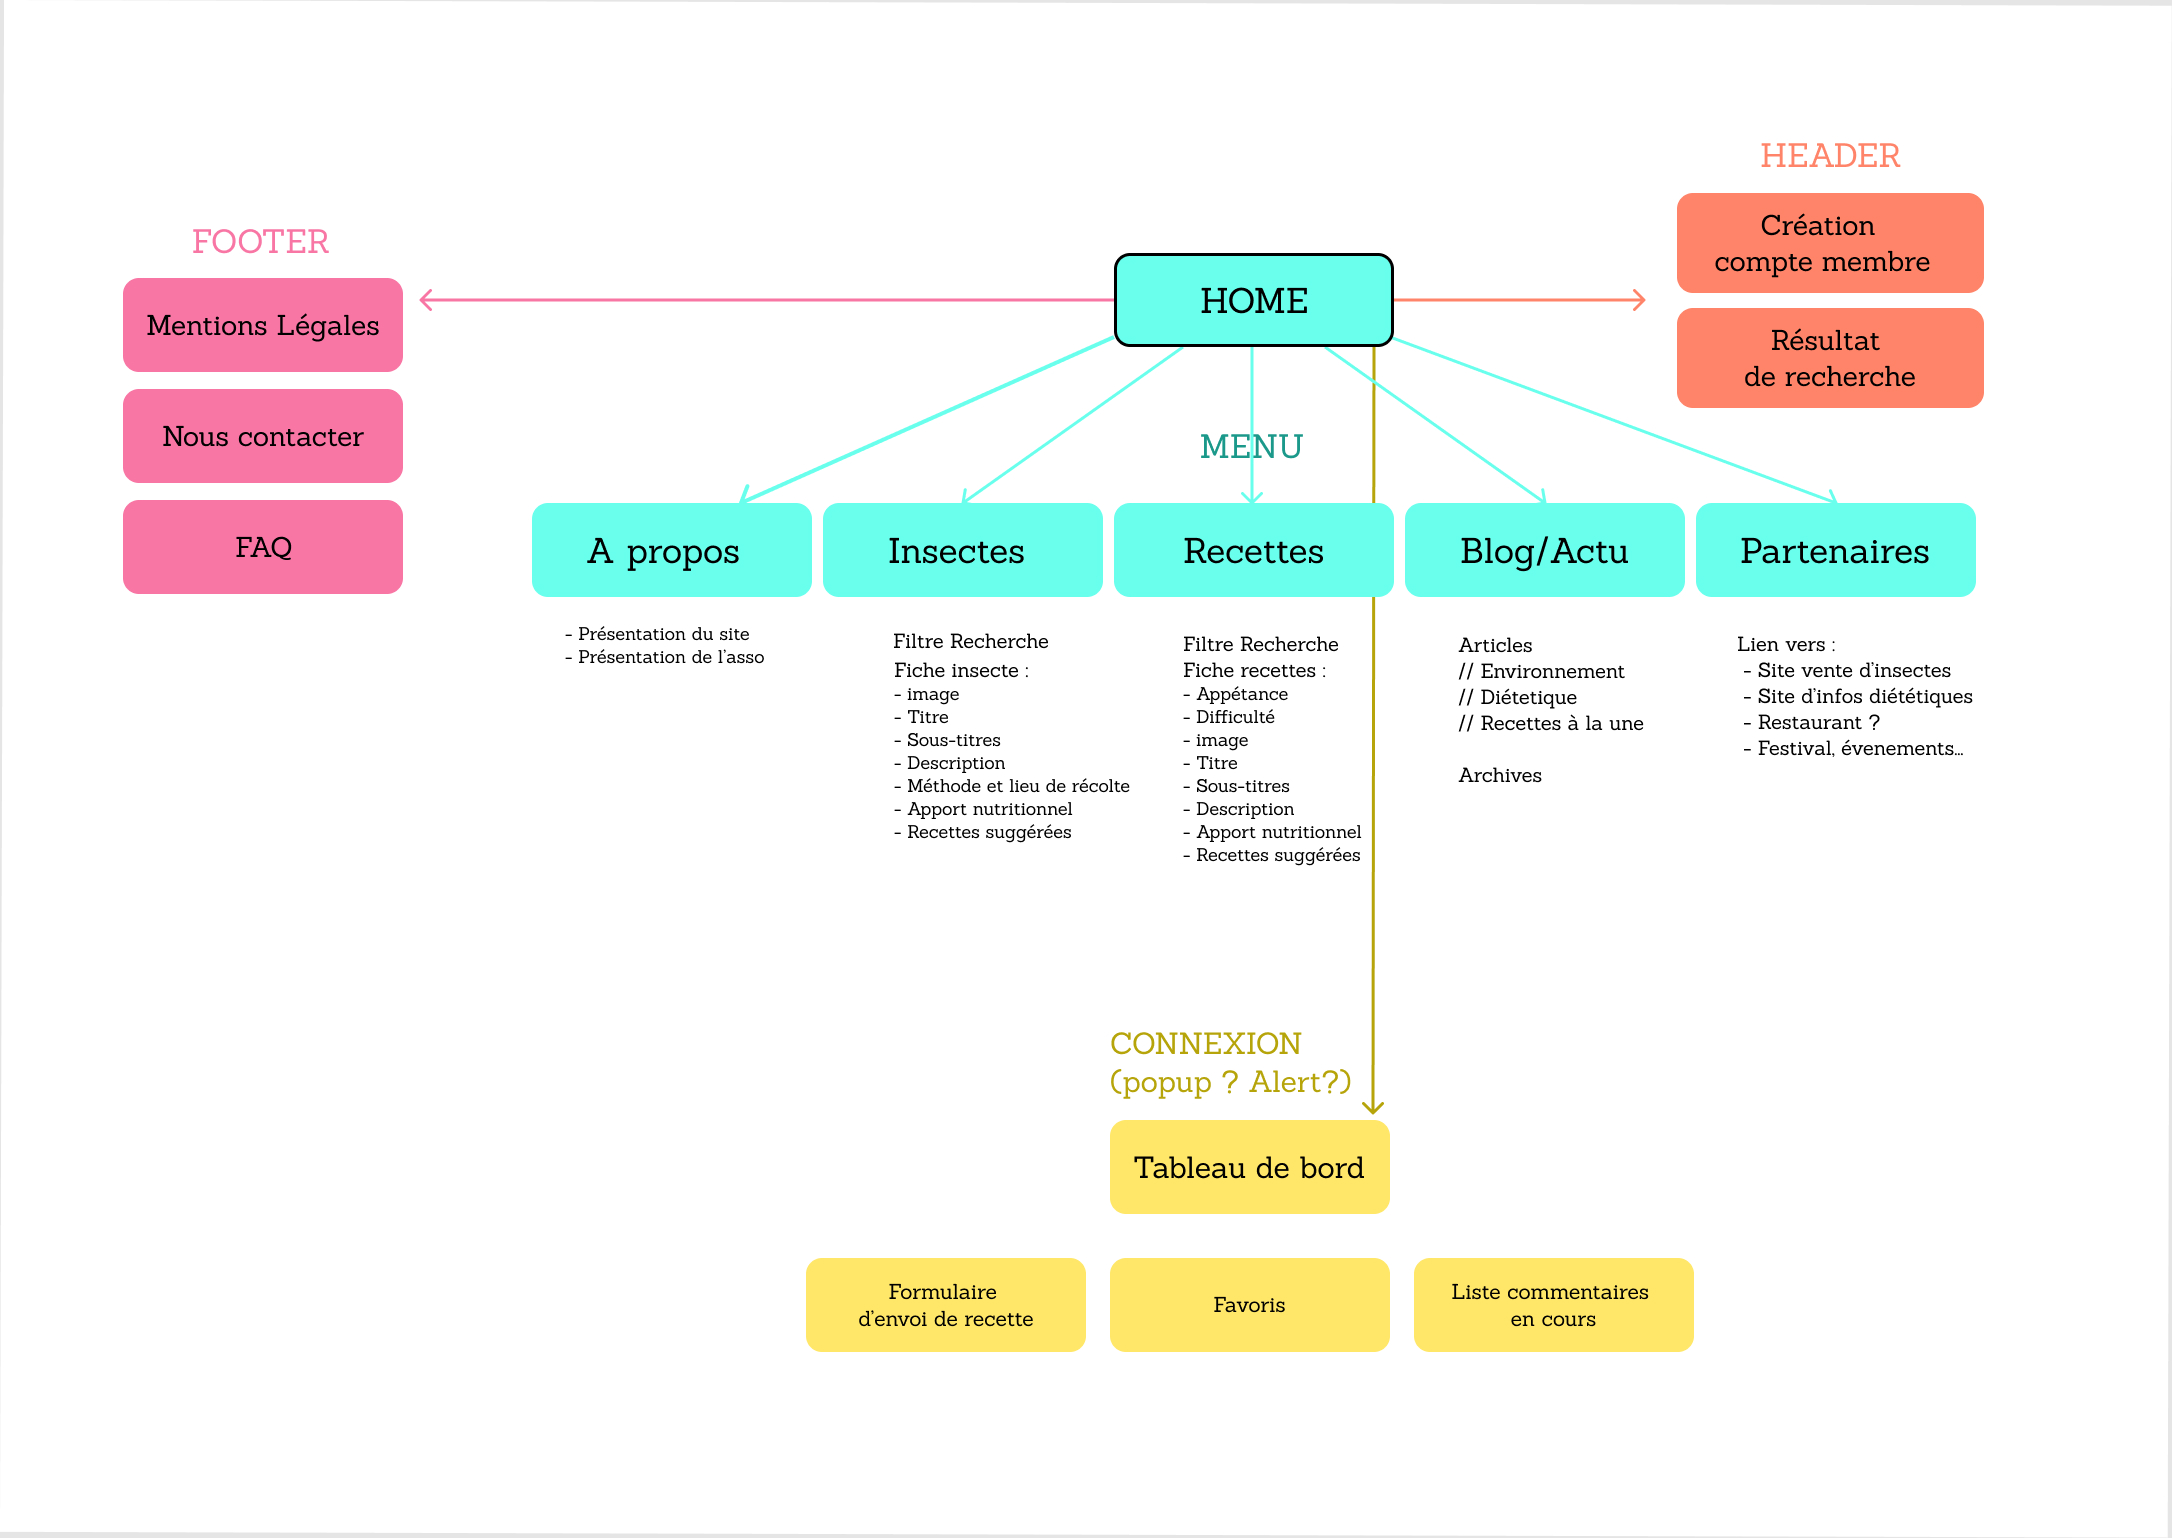 HEADER
Création
compte membre
Résultat
de recherche
FOOTER
Mentions Légales
Nous contacter
FAQ
HOME
MENU
A propos
- Présentation du site
- Présentation de l'asso
Insectes
Filtre Recherche
Fiche insecte :
- image
- Titre
- Sous-titres
- Description
- Méthode et lieu de récolte
- Apport nutritionnel
- Recettes suggérées
Recettes
Filtre Recherche
Fiche recettes :
- Appétance
- Difficulté
- image
- Titre
- Sous-titres
- Description
- Apport nutritionnel
- Recettes suggérées
Blog/Actu
Articles
// Environnement
// Diétetique
// Recettes à la une
Archives
Partenaires
Lien vers :
- Site vente d'insectes
- Site d'infos diététiques
- Restaurant ?
- Festival, évenements...
CONNEXION
(popup ? Alert?)
Tableau de bord
Formulaire
d'envoi de recette
Favoris
Liste commentaires
en cours